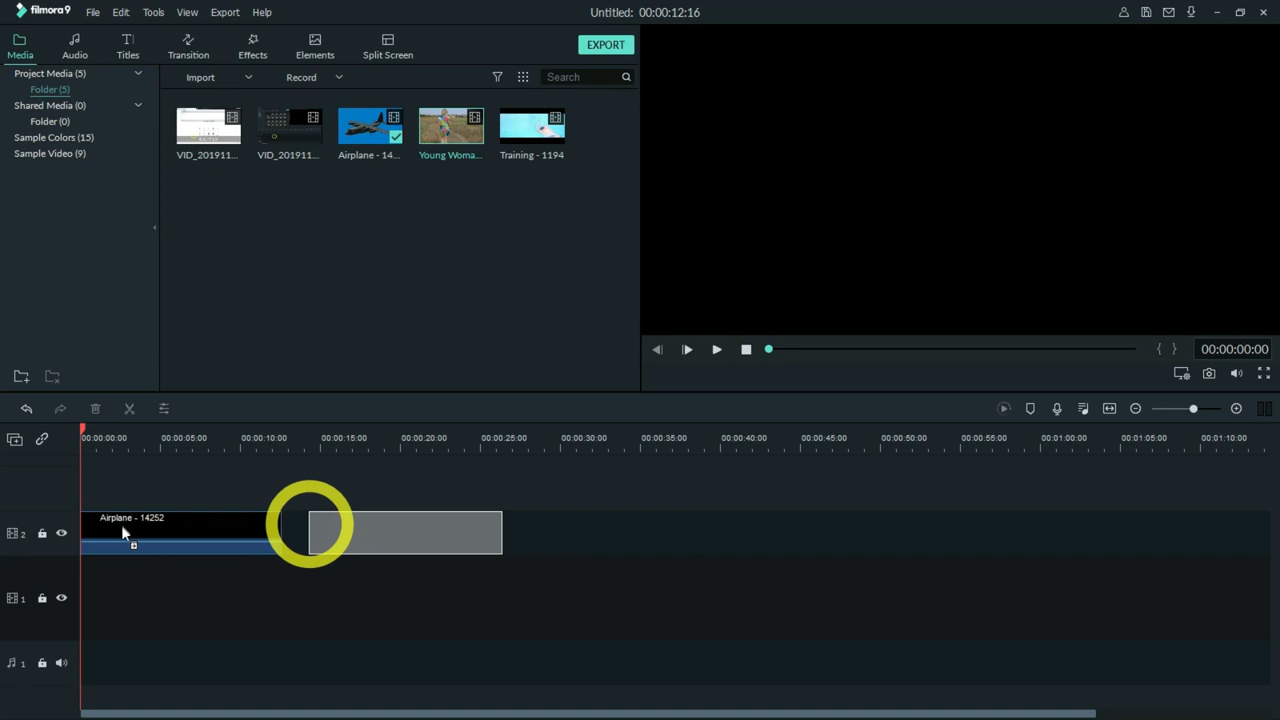 filmora9 File Edit Tools View Export Help Untitled: 00:00:12:16
Media Audio Titles Transition Effects Elements Split Screen EXPORT
Project Media (5)
Folder (5)
Shared Media (0)
Folder (0)
Sample Colors (15)
Sample Video (9)
Import Record Search
VID_201911... VID_201911... Airplane - 14... Young Woma... Training - 1194
00:00:00:00
00:00:00:00 00:00:05:00 00:00:10:00 00:00:15:00 00:00:20:00 00:00:25:00 00:00:30:00 00:00:35:00 00:00:40:00 00:00:45:00 00:00:50:00 00:00:55:00 00:01:00:00 00:01:05:00 00:01:10:00
Airplane - 14252
2
1
1